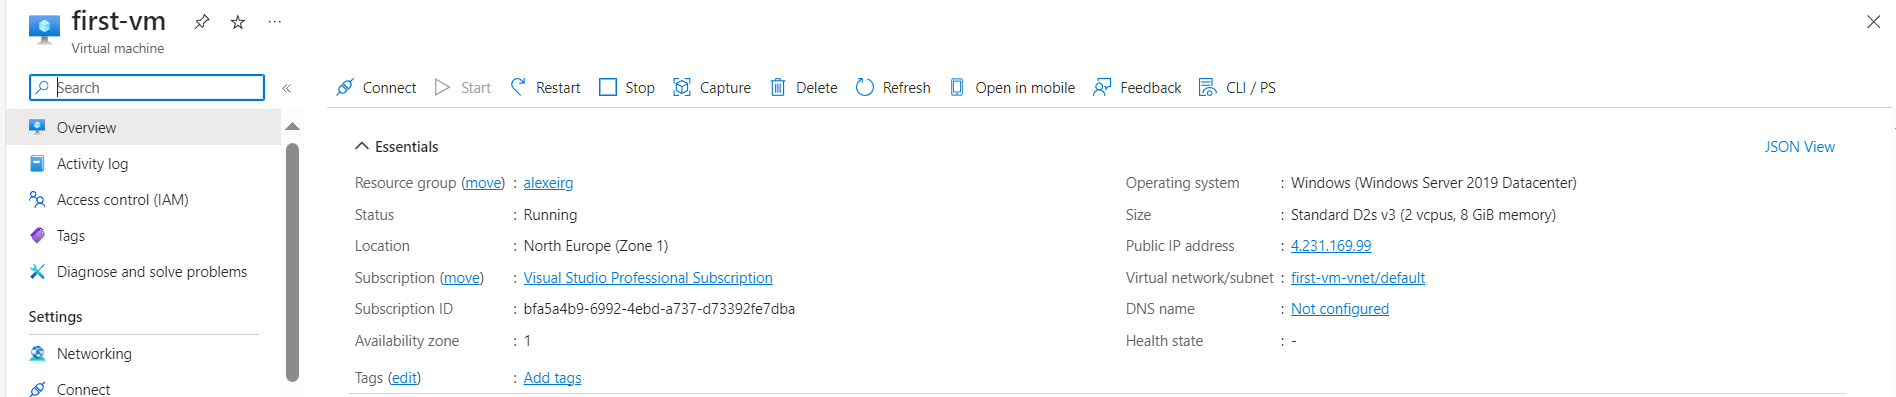 first-vm
Virtual machine
Search
Overview
Activity log
Access control (IAM)
Tags
Diagnose and solve problems
Settings
Networking
Connect
Connect Start Restart Stop Capture Delete Refresh Open in mobile Feedback CLI / PS
Essentials
JSON View
Resource group (move) : alexeirg
Status : Running
Location : North Europe (Zone 1)
Subscription (move) : Visual Studio Professional Subscription
Subscription ID : bfa5a4b9-6992-4ebd-a737-d73392fe7dba
Availability zone : 1
Tags (edit) : Add tags
Operating system : Windows (Windows Server 2019 Datacenter)
Size : Standard D2s v3 (2 vcpus, 8 GiB memory)
Public IP address : 4.231.169.99
Virtual network/subnet : first-vm-vnet/default
DNS name : Not configured
Health state : -